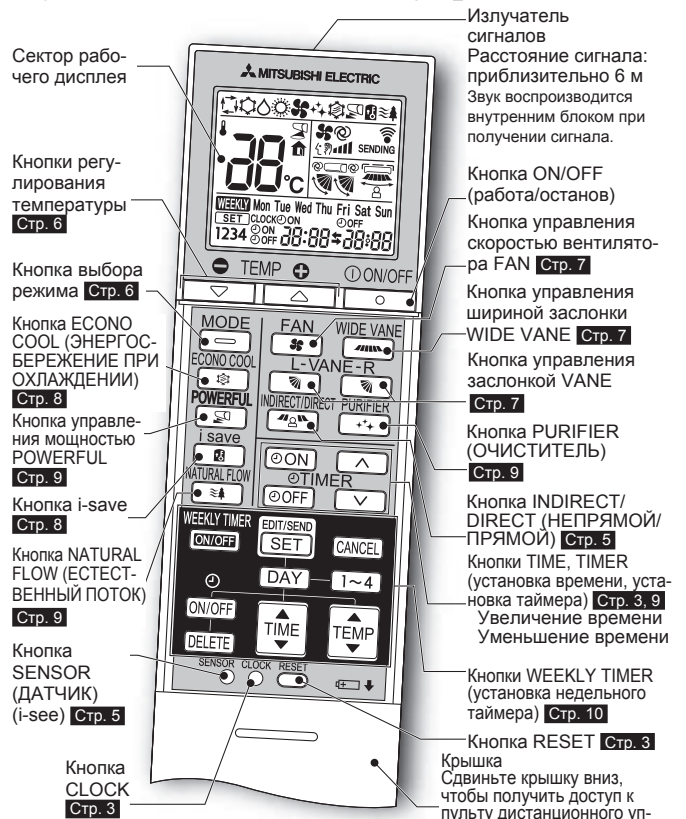 Сектор рабо-
чего дисплея
Кнопки регу-
лирования
температуры
Стр. 6
Кнопка выбора
режима Стр. 6
Кнопка ECONO
COOL (ЭНЕРГОС-
БЕРЕЖЕНИЕ ПРИ
ОХЛАЖДЕНИИ)
Стр. 8
Кнопка управле-
ния мощностью
POWERFUL
Стр. 9
Кнопка i-save
Стр. 8
Кнопка NATURAL
FLOW (ЕСТЕСТ-
ВЕННЫЙ ПОТОК)
Стр. 9
Кнопка
SENSOR
(ДАТЧИК)
(i-see) Стр. 5
Кнопка
CLOCK
Стр. 3
MITSUBISHI ELECTRIC
SENDING
88°C
WEEKLY Mon Tue Wed Thu Fri Sat Sun
SET CLOCK ON OFF
1234 ON OFF 88:88 88:88
TEMP ON/OFF
MODE FAN WIDE VANE
ECONO COOL L-VANE-R
POWERFUL INDIRECT/DIRECT PURIFIER
i save
ON
TIMER
NATURAL FLOW
OFF
WEEKLY TIMER EDIT/SEND
ON/OFF SET CANCEL
DAY 1~4
ON/OFF TIME TEMP
DELETE
SENSOR CLOCK RESET
Излучатель
сигналов
Расстояние сигнала:
приблизительно 6 м
Звук воспроизводится
внутренним блоком при
получении сигнала.
Кнопка ON/OFF
(работа/останов)
Кнопка управления
скоростью вентилято-
ра FAN Стр. 7
Кнопка управления
шириной заслонки
WIDE VANE Стр. 7
Кнопка управления
заслонкой VANE
Стр. 7
Кнопка PURIFIER
(ОЧИСТИТЕЛЬ)
Стр. 9
Кнопка INDIRECT/
DIRECT (НЕПРЯМОЙ/
ПРЯМОЙ) Стр. 5
Кнопки TIME, TIMER
(установка времени, уста-
новка таймера) Стр. 3, 9
Увеличение времени
Уменьшение времени
Кнопки WEEKLY TIMER
(установка недельного
таймера) Стр. 10
Кнопка RESET Стр. 3
Крышка
Сдвиньте крышку вниз,
чтобы получить доступ к
пульту дистанционного уп-